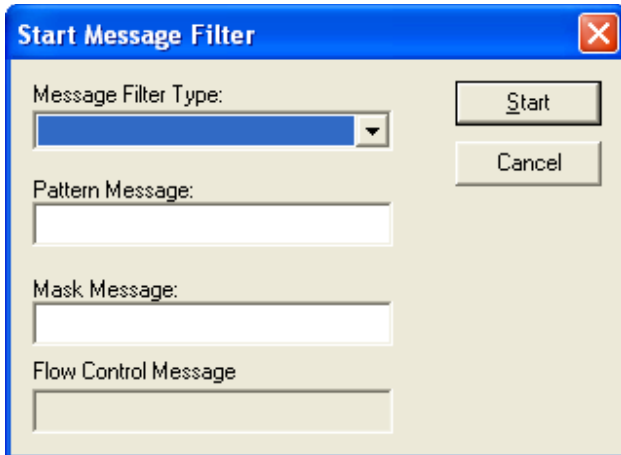 Start Message Filter
Message Filter Type:
Start
Cancel
Pattern Message:
Mask Message:
Flow Control Message